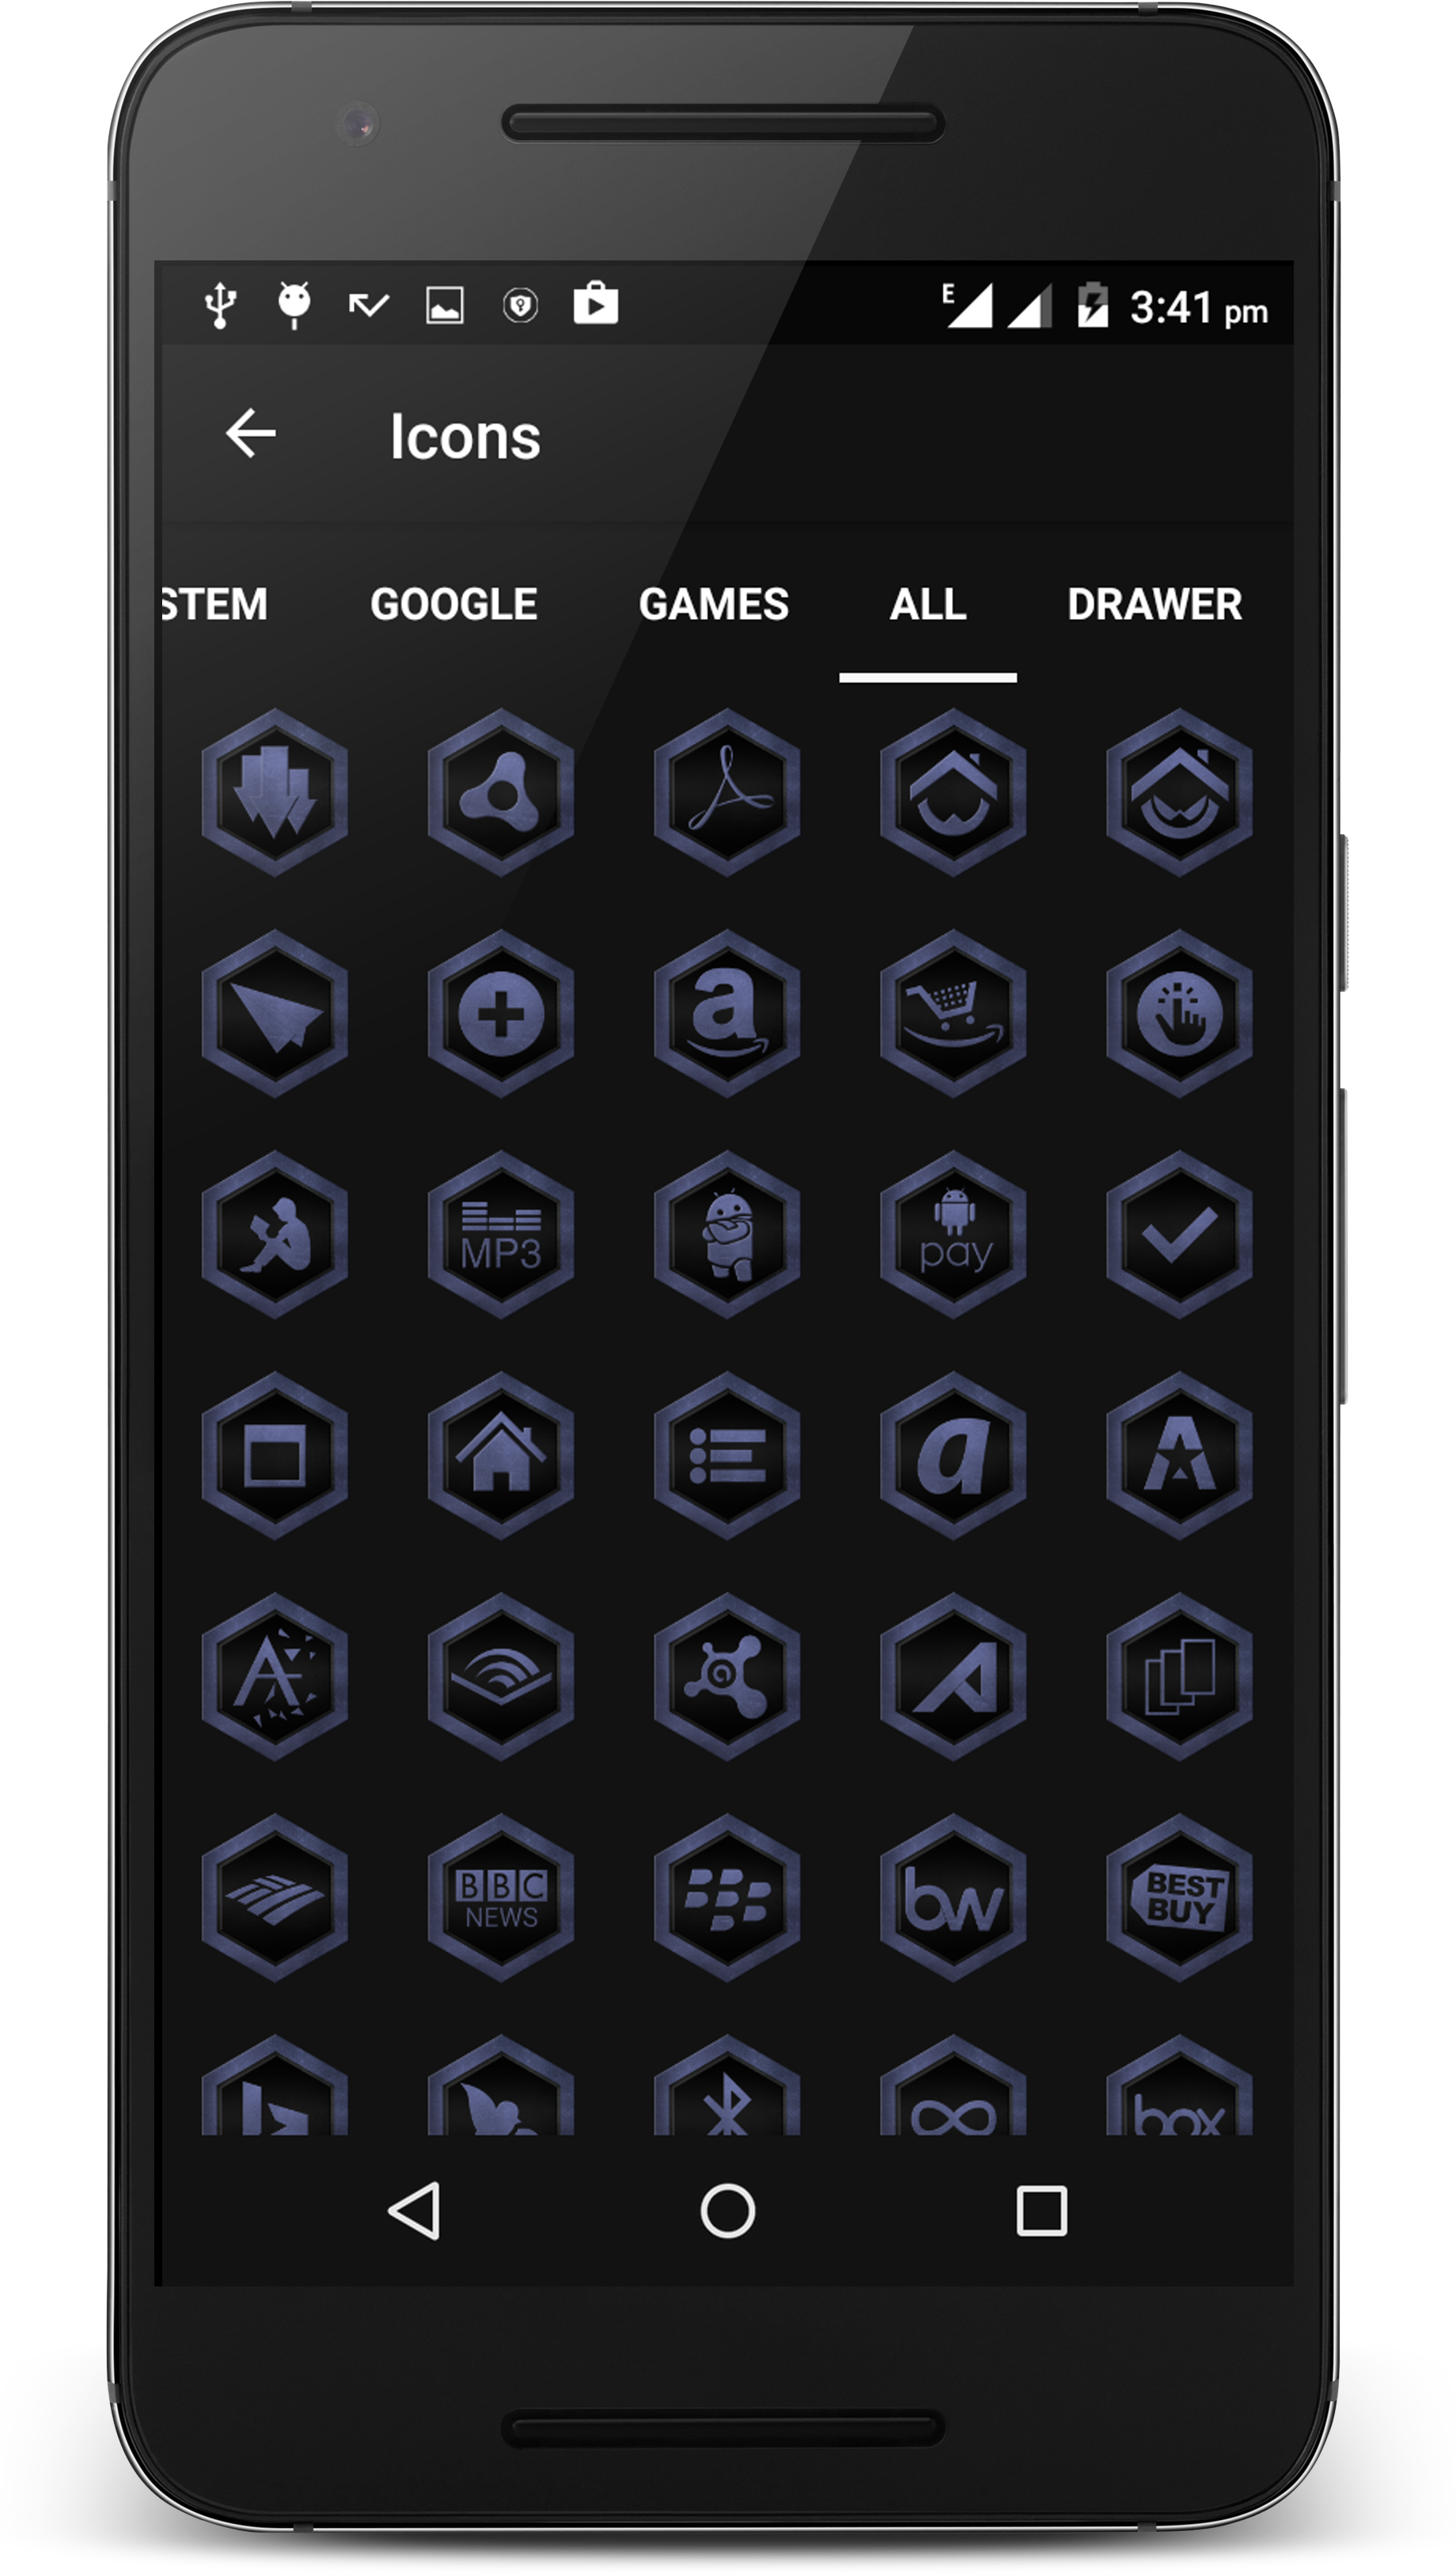 E 3:41 pm
Icons
STEM GOOGLE GAMES ALL DRAWER
a
MP3 pay
a A
A
BBC NEWS bw BEST BUY
box